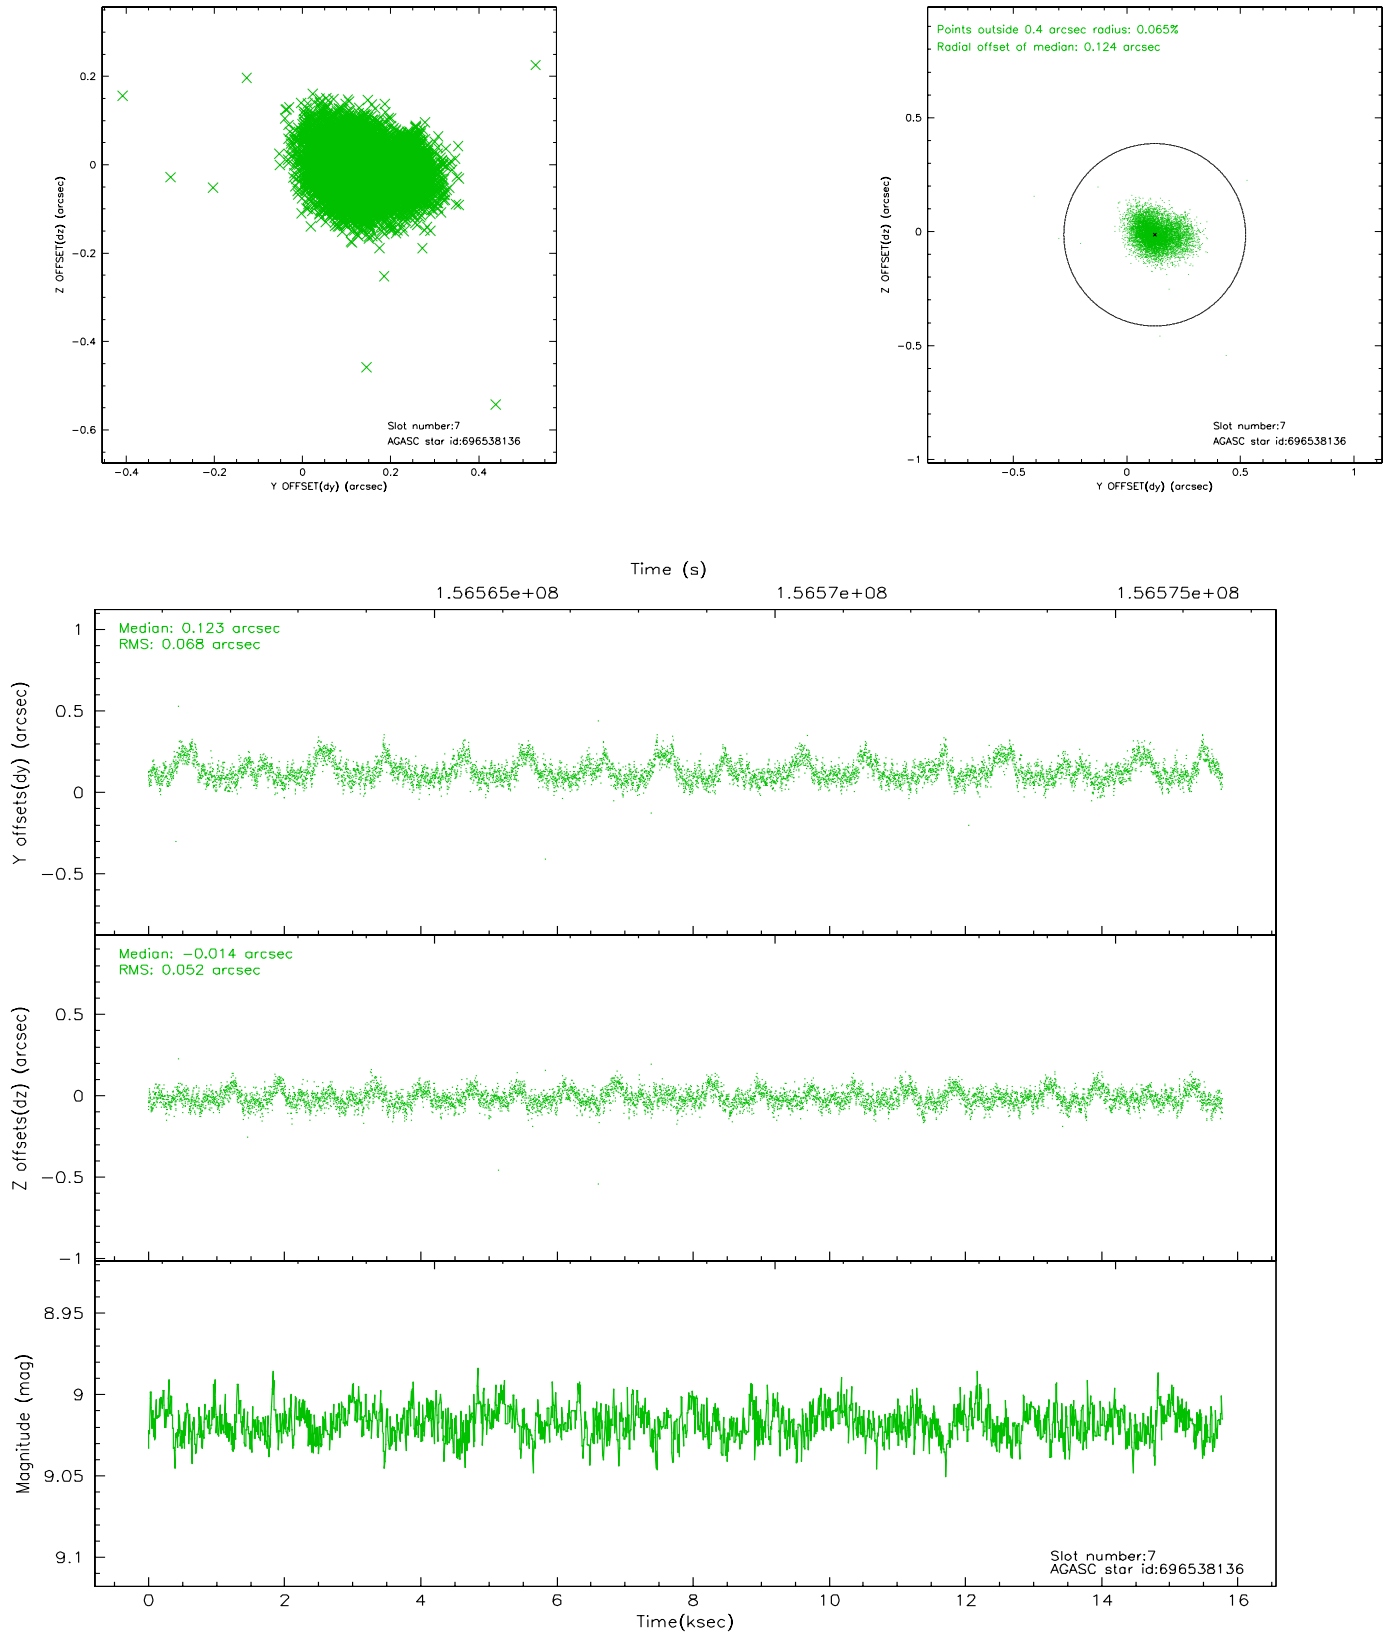 0.2
0
−0.2
−0.4
−0.6
Z OFFSET(dz) (arcsec)
Slot number:7
AGASC star id:696538136
−0.4
−0.2
0
0.2
0.4
Y OFFSET(dy) (arcsec)
Points outside 0.4 arcsec radius: 0.065%
Radial offset of median: 0.124 arcsec
0.5
0
−0.5
−1
Z OFFSET(dz) (arcsec)
Slot number:7
AGASC star id:696538136
−0.5
0
0.5
1
Y OFFSET(dy) (arcsec)
Time (s)
1.56565e+08
1.5657e+08
1.56575e+08
Median: 0.123 arcsec
RMS: 0.068 arcsec
1
0.5
0
−0.5
Y offsets(dy) (arcsec)
Median: −0.014 arcsec
RMS: 0.052 arcsec
0.5
0
−0.5
−1
Z offsets(dz) (arcsec)
8.95
9
9.05
9.1
Magnitude (mag)
Slot number:7
AGASC star id:696538136
0
2
4
6
8
10
12
14
16
Time(ksec)